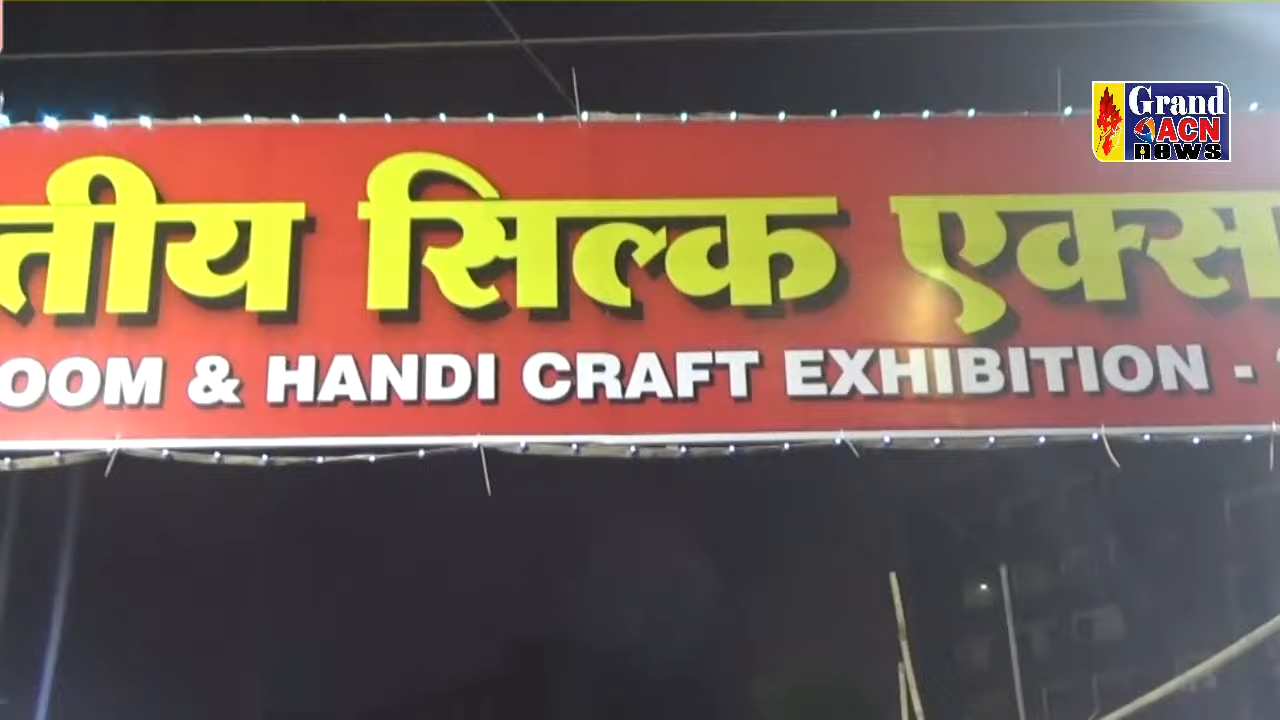 तीय सिल्क एक्स
OOM & HANDI CRAFT EXHIBITION -
Grand
ACN
news